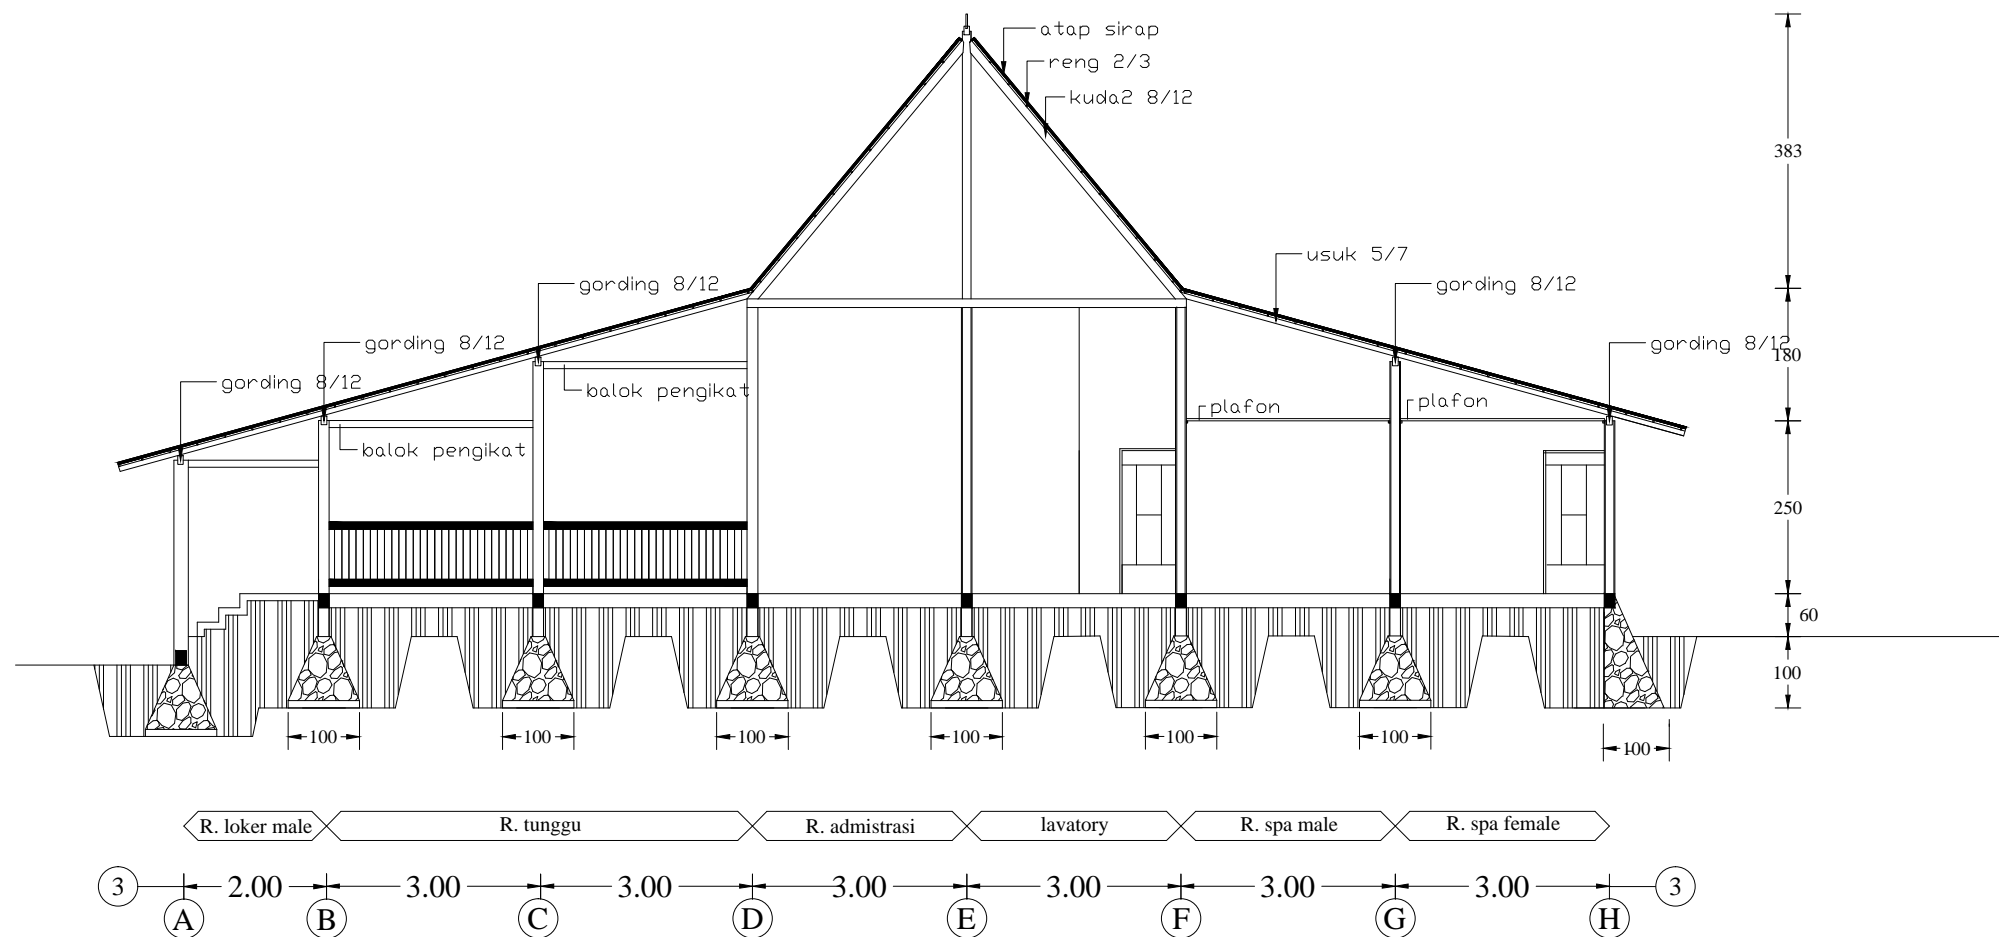 atap sirap
reng 2/3
kuda2 8/12
383
usuk 5/7
gording 8/12
gording 8/12
gording 8/12
gording 8/12
180
gording 8/12
balok pengikat
plafon
plafon
balok pengikat
250
60
100
100
100
100
100
100
100
100
R. loker male
R. tunggu
R. admistrasi
lavatory
R. spa male
R. spa female
3
2.00
3.00
3.00
3.00
3.00
3.00
3.00
3
A
B
C
D
E
F
G
H